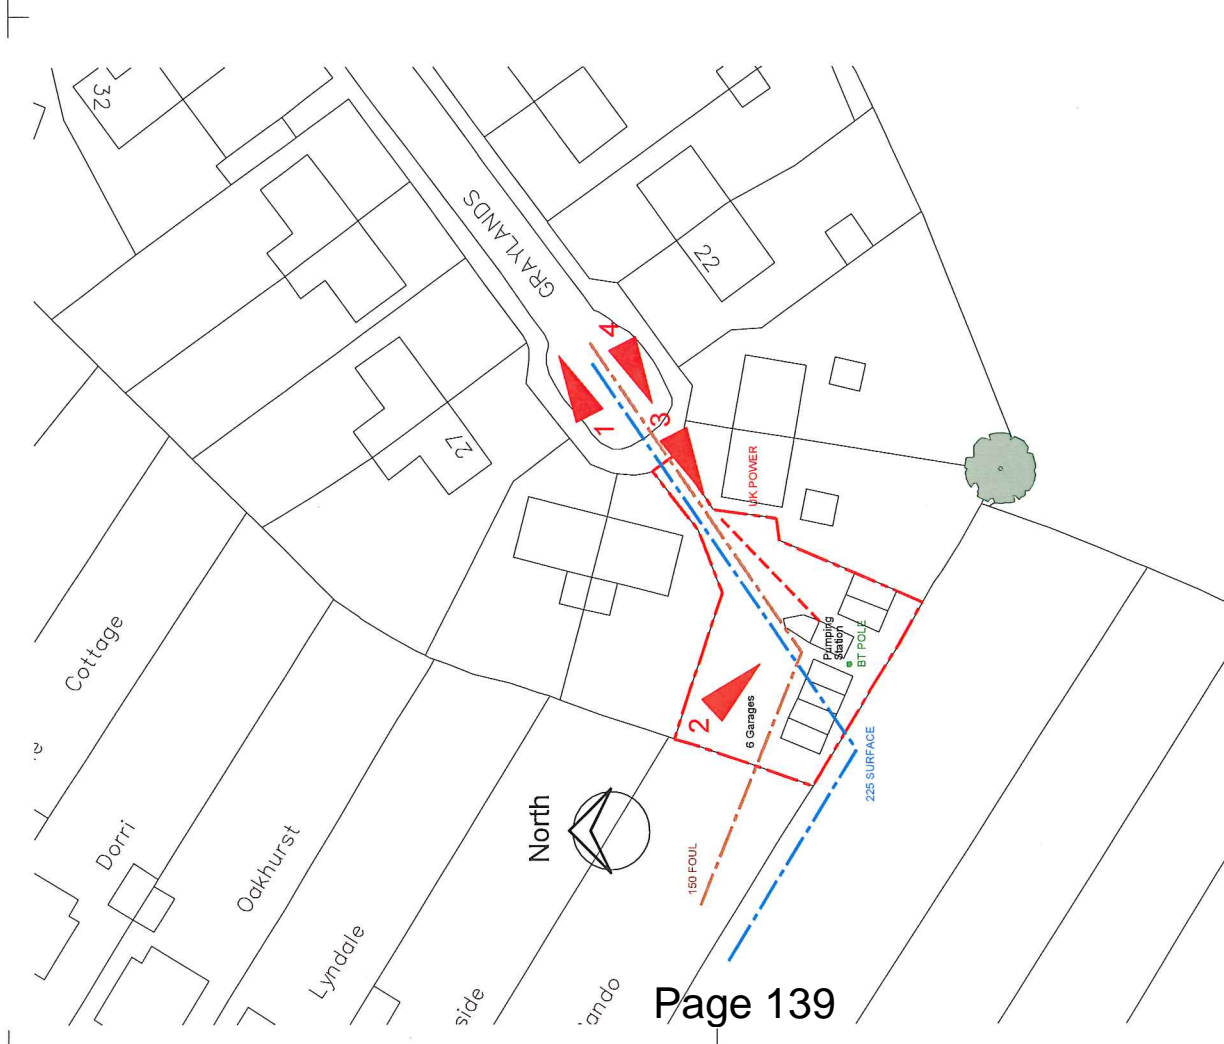 32
GRAYLANDS
22
27
1
4
3
UK POWER
Cottage
Pumping
Station
BT POLE
2
6 Garages
225 SURFACE
North
Dorri
Oakhurst
150 FOUL
Lyndale
side
Page 139